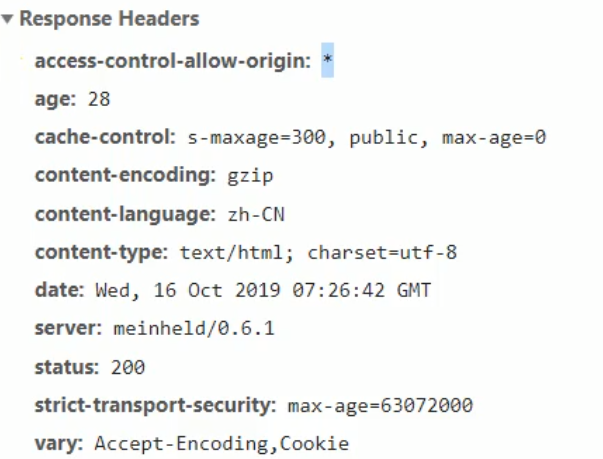 Response Headers
access-control-allow-origin: *
age: 28
cache-control: s-maxage=300, public, max-age=0
content-encoding: gzip
content-language: zh-CN
content-type: text/html; charset=utf-8
date: Wed, 16 Oct 2019 07:26:42 GMT
server: meinheld/0.6.1
status: 200
strict-transport-security: max-age=63072000
vary: Accept-Encoding,Cookie